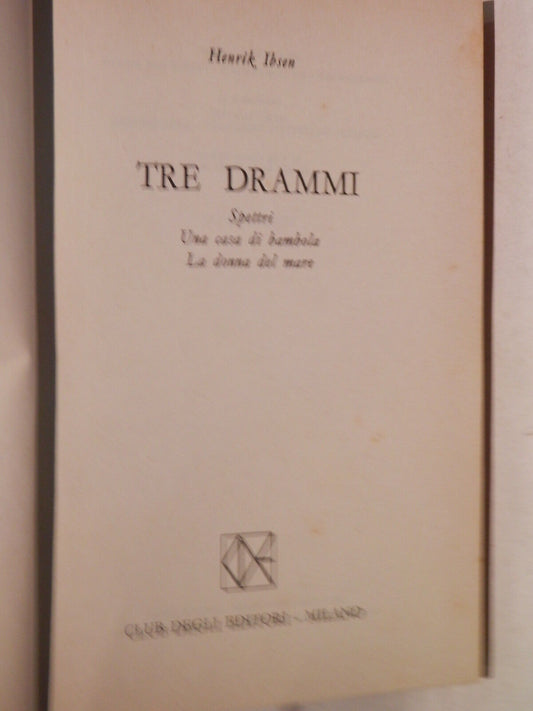 Henrik Ibsen
TRE DRAMMI
Spettri
Una casa di bambola
La donna del mare
CLUB DEGLI EDITORI - MILANO